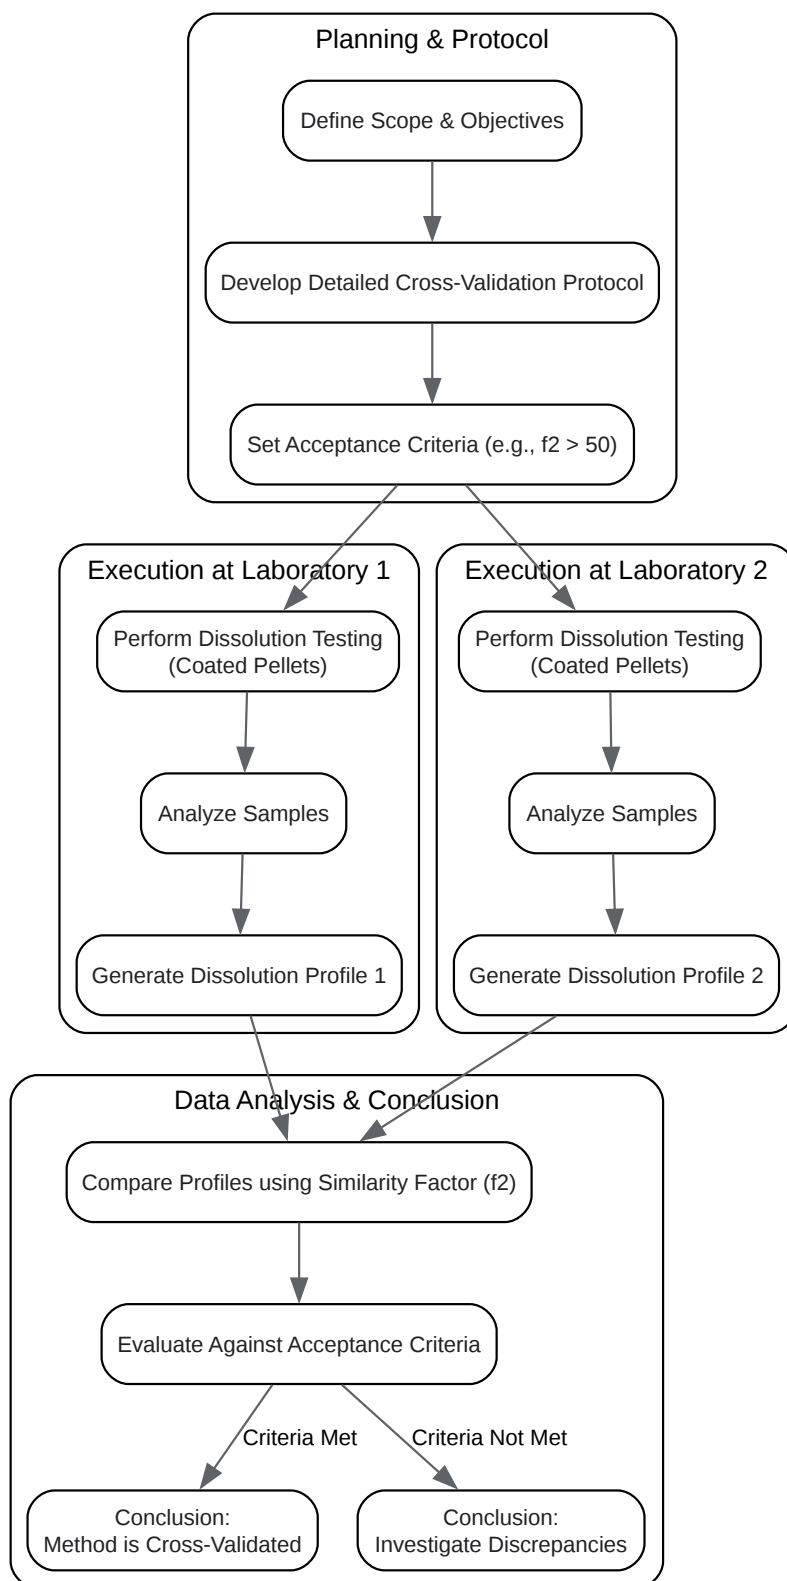 Planning & Protocol
Define Scope & Objectives
Develop Detailed Cross-Validation Protocol
Set Acceptance Criteria (e.g., f2 > 50)
Execution at Laboratory 1
Perform Dissolution Testing
(Coated Pellets)
Analyze Samples
Generate Dissolution Profile 1
Execution at Laboratory 2
Perform Dissolution Testing
(Coated Pellets)
Analyze Samples
Generate Dissolution Profile 2
Data Analysis & Conclusion
Compare Profiles using Similarity Factor (f2)
Evaluate Against Acceptance Criteria
Criteria Met
Criteria Not Met
Conclusion:
Method is Cross-Validated
Conclusion:
Investigate Discrepancies